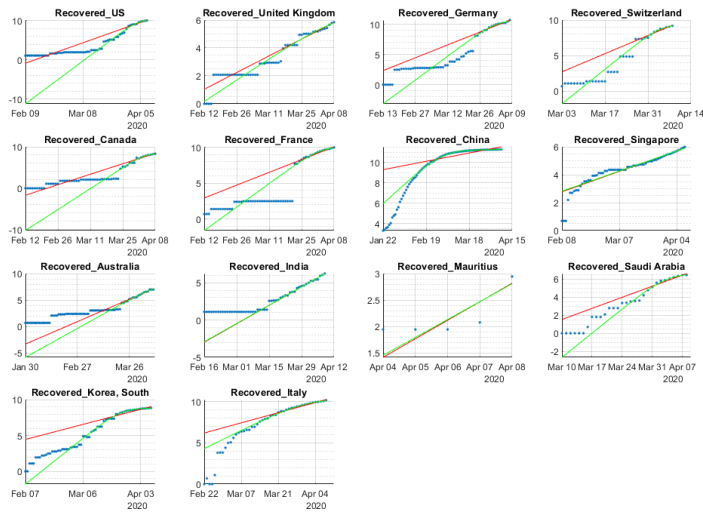 Recovered_US
10
0
-10
Feb 09
Mar 08
Apr 05
2020
Recovered_United Kingdom
6
4
2
0
Feb 12
Feb 26
Mar 11
Mar 25
Apr 08
2020
Recovered_Germany
10
5
0
Feb 13
Feb 27
Mar 12
Mar 26
Apr 09
2020
Recovered_Switzerland
10
5
0
Mar 03
Mar 17
Mar 31
Apr 14
2020
Recovered_Canada
10
0
-10
Feb 12
Feb 26
Mar 11
Mar 25
Apr 08
2020
Recovered_France
10
5
0
Feb 12
Feb 26
Mar 11
Mar 25
Apr 08
2020
Recovered_China
10
8
6
4
Jan 22
Feb 19
Mar 18
Apr 15
2020
Recovered_Singapore
6
4
2
0
Feb 08
Mar 07
Apr 04
2020
Recovered_Australia
10
5
0
-5
Jan 30
Feb 27
Mar 26
2020
Recovered_India
5
0
-5
Feb 16
Mar 01
Mar 15
Mar 29
Apr 12
2020
Recovered_Mauritius
3
2.5
2
1.5
Apr 04
Apr 05
Apr 06
Apr 07
Apr 08
2020
Recovered_Saudi Arabia
6
4
2
0
-2
Mar 10
Mar 17
Mar 24
Mar 31
Apr 07
2020
Recovered_Korea, South
10
5
0
Feb 07
Mar 06
Apr 03
2020
Recovered_Italy
10
5
0
Feb 22
Mar 07
Mar 21
Apr 04
2020